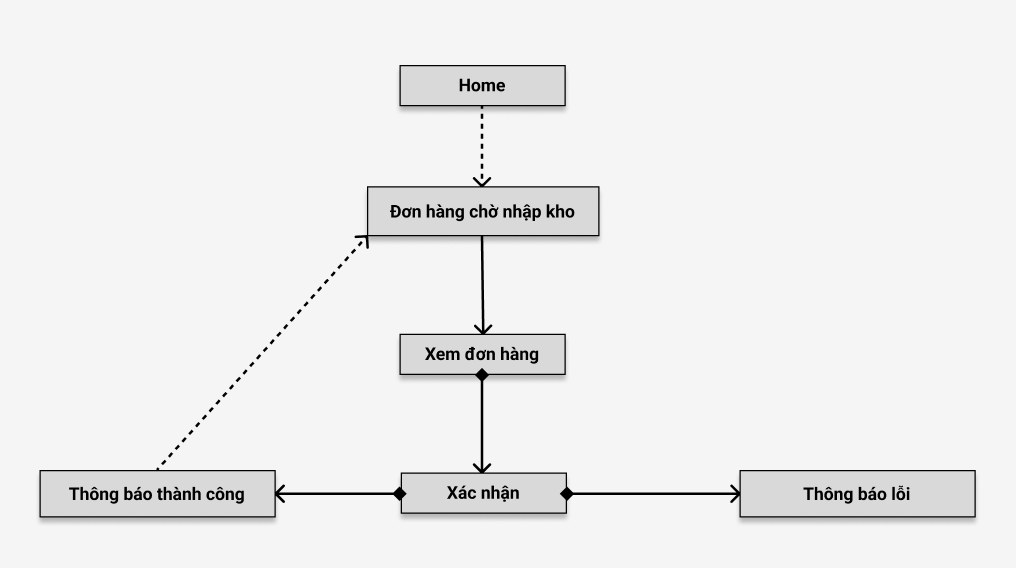 Home
Đơn hàng chờ nhập kho
Xem đơn hàng
Thông báo thành công
Xác nhận
Thông báo lỗi